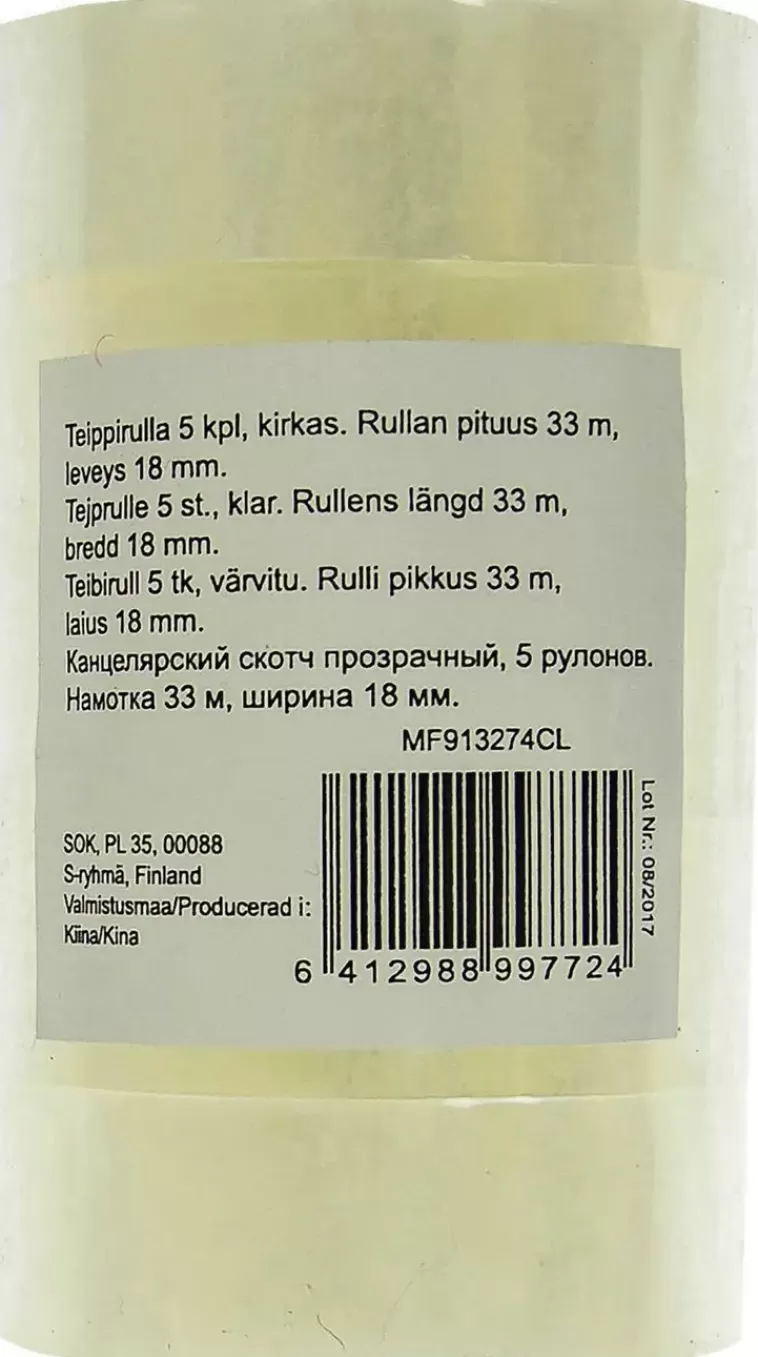 Teippirulla 5 kpl, kirkas. Rullan pituus 33 m,
leveys 18 mm.
Tejprulle 5 st., klar. Rullens längd 33 m,
bredd 18 mm.
Teibirull 5 tk, värvitu. Rulli pikkus 33 m,
laius 18 mm.
Канцелярский скотч прозрачный, 5 рулонов.
Намотка 33 м, ширина 18 мм.
MF913274CL
SOK, PL 35, 00088
S-ryhmä, Finland
Valmistusmaa/Producerad i:
Kiina/Kina
6 412988 997724
Lot Nr.: 08/2017